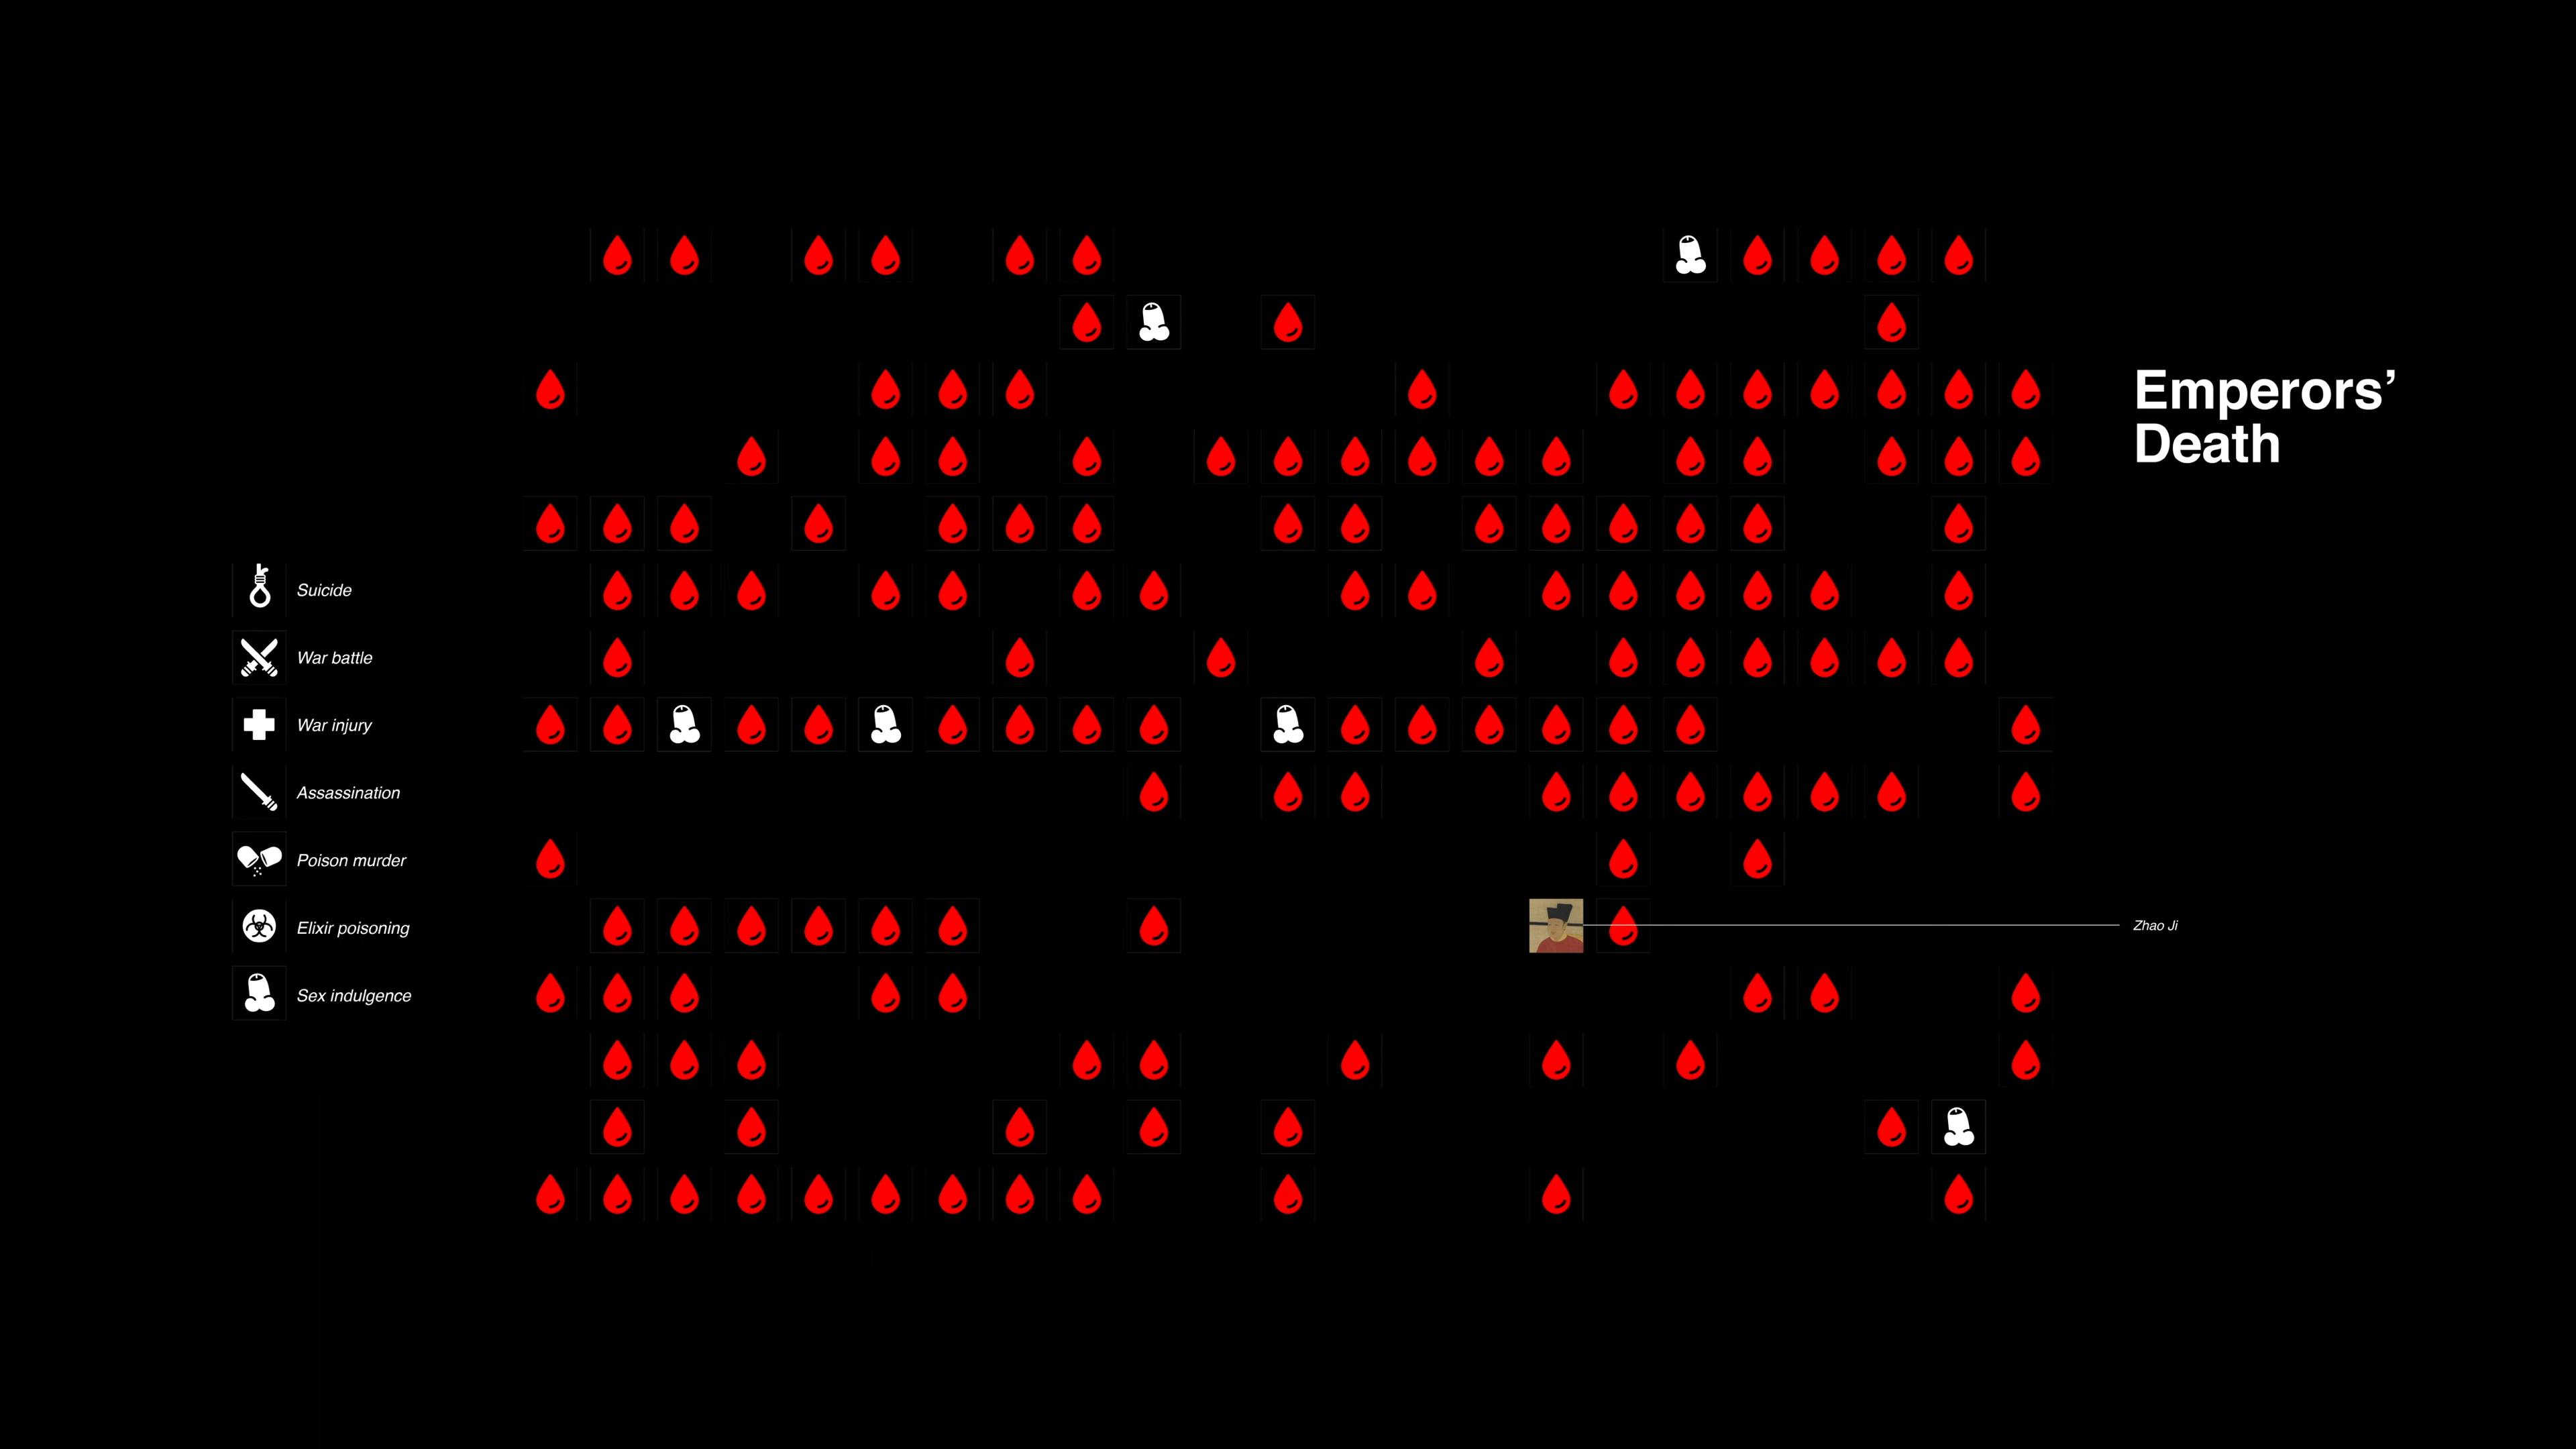 Emperors’
Death
Suicide
War battle
War injury
Assassination
Poison murder
Elixir poisoning
Zhao Ji
Sex indulgence